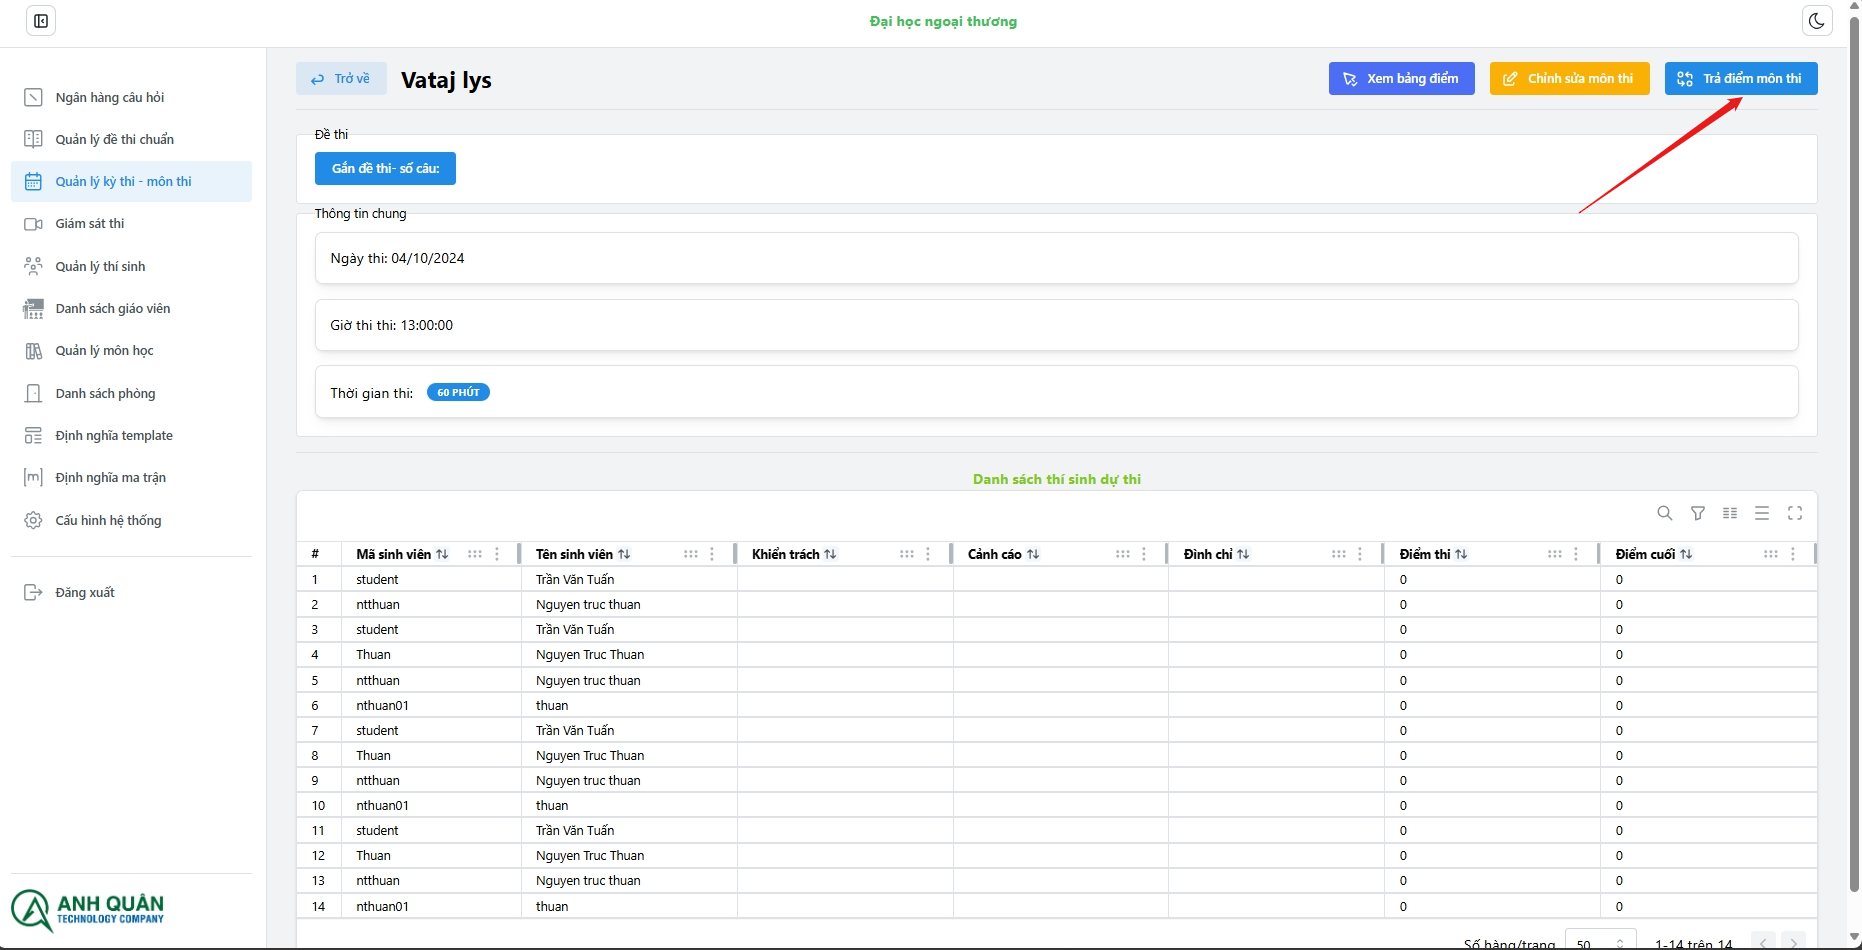 Đại học ngoại thương
Trở về
Vataj lys
Xem bảng điểm
Chỉnh sửa môn thi
Trả điểm môn thi
Ngân hàng câu hỏi
Quản lý đề thi chuẩn
Quản lý kỳ thi - môn thi
Giám sát thi
Quản lý thí sinh
Danh sách giáo viên
Quản lý môn học
Danh sách phòng
Định nghĩa template
Định nghĩa ma trận
Cấu hình hệ thống
Đăng xuất
ANH QUÂN
TECHNOLOGY COMPANY
Đề thi
Gắn đề thi- số câu:
Thông tin chung
Ngày thi: 04/10/2024
Giờ thi thi: 13:00:00
Thời gian thi: 60 PHÚT
Danh sách thí sinh dự thi
# Mã sinh viên Tên sinh viên Khiển trách Cảnh cáo Đình chỉ Điểm thi Điểm cuối
1 student Trần Văn Tuấn 0 0
2 ntthuan Nguyen truc thuan 0 0
3 student Trần Văn Tuấn 0 0
4 Thuan Nguyen Truc Thuan 0 0
5 ntthuan Nguyen truc thuan 0 0
6 nthuan01 thuan 0 0
7 student Trần Văn Tuấn 0 0
8 Thuan Nguyen Truc Thuan 0 0
9 ntthuan Nguyen truc thuan 0 0
10 nthuan01 thuan 0 0
11 student Trần Văn Tuấn 0 0
12 Thuan Nguyen Truc Thuan 0 0
13 ntthuan Nguyen truc thuan 0 0
14 nthuan01 thuan 0 0
Số hàng/trang 50 1-14 trên 14